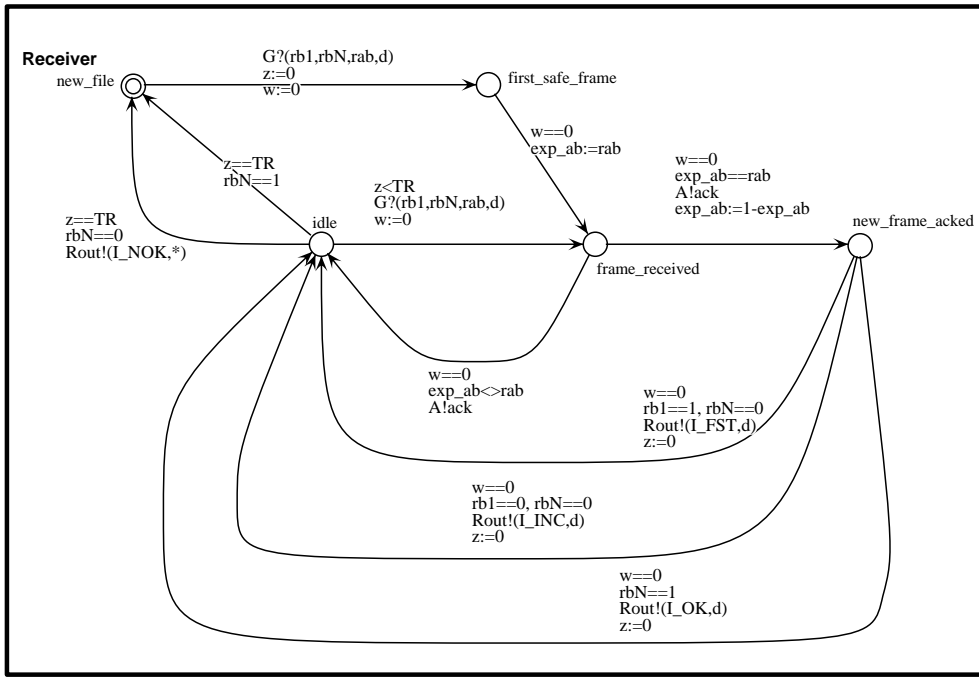 Receiver
new_file
G?(rb1,rbN,rab,d)
z:=0
w:=0
first_safe_frame
w==0
exp_ab:=rab
z==TR
rbN==1
z==TR
rbN==0
Rout!(I_NOK,*)
idle
z<TR
G?(rb1,rbN,rab,d)
w:=0
frame_received
w==0
exp_ab==rab
A!ack
exp_ab:=1-exp_ab
new_frame_acked
w==0
exp_ab<>rab
A!ack
w==0
rb1==1, rbN==0
Rout!(I_FST,d)
z:=0
w==0
rb1==0, rbN==0
Rout!(I_INC,d)
z:=0
w==0
rbN==1
Rout!(I_OK,d)
z:=0